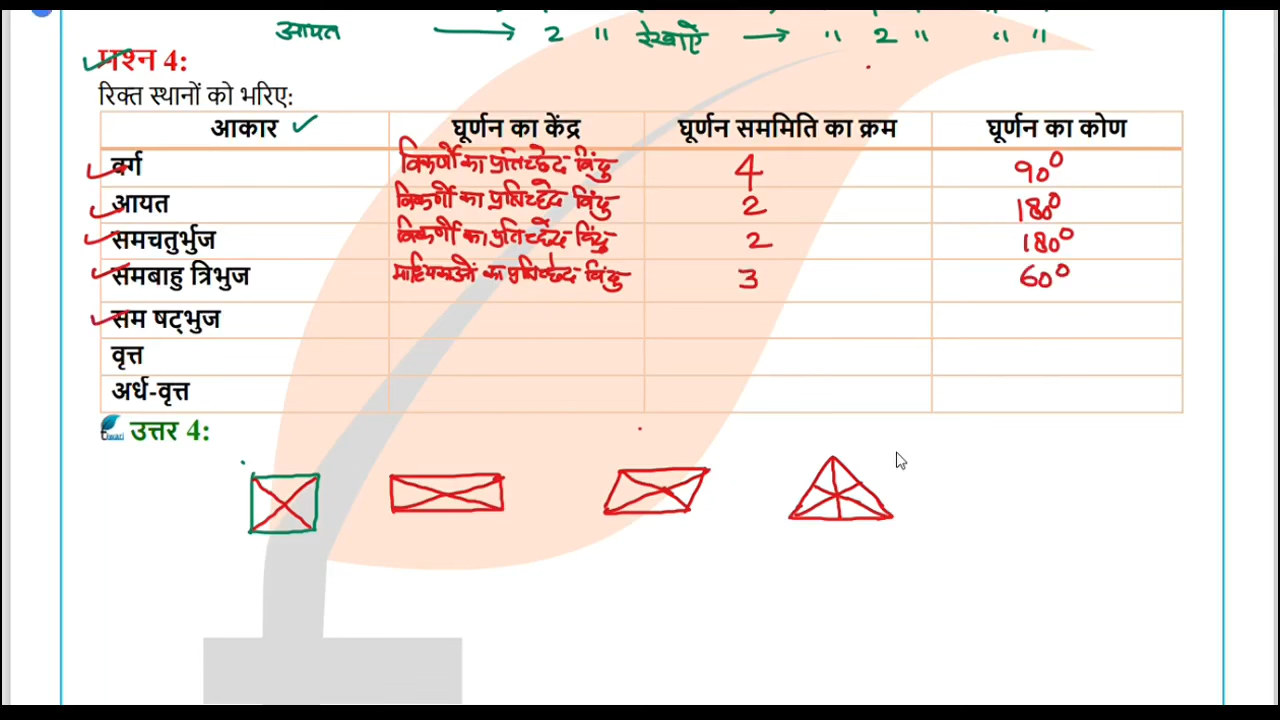 आयत → 2 " रेखाएँ → " 2 " " "
प्रश्न 4:
रिक्त स्थानों को भरिए:
आकार घूर्णन का केंद्र घूर्णन सममिति का क्रम घूर्णन का कोण
वर्ग विकर्णों का प्रतिच्छेद बिंदु 4 90°
आयत विकर्णों का प्रतिच्छेद बिंदु 2 180°
समचतुर्भुज विकर्णों का प्रतिच्छेद बिंदु 2 180°
समबाहु त्रिभुज माध्यिकाओं का प्रतिच्छेद बिंदु 3 60°
सम षट्भुज
वृत्त
अर्ध-वृत्त
उत्तर 4: